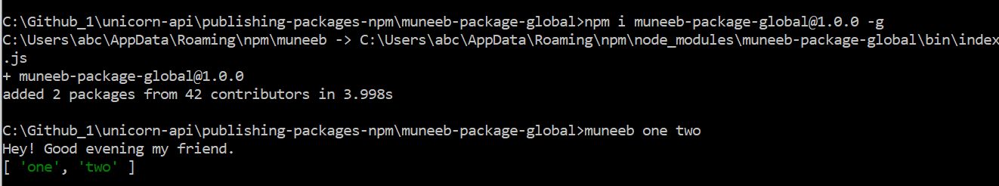 C:\Github_1\unicorn-api\publishing-packages-npm\muneeb-package-global>npm i muneeb-package-global@1.0.0 -g
C:\Users\abc\AppData\Roaming\npm\muneeb -> C:\Users\abc\AppData\Roaming\npm\node_modules\muneeb-package-global\bin\index
.js
+ muneeb-package-global@1.0.0
added 2 packages from 42 contributors in 3.998s
C:\Github_1\unicorn-api\publishing-packages-npm\muneeb-package-global>muneeb one two
Hey! Good evening my friend.
[ 'one', 'two' ]